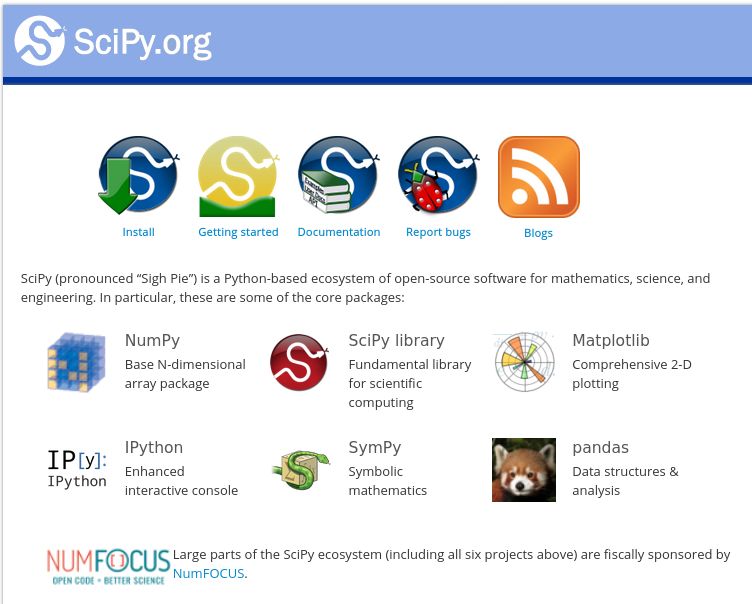 SciPy.org
Install
Getting started
Documentation
Report bugs
Blogs
SciPy (pronounced “Sigh Pie”) is a Python-based ecosystem of open-source software for mathematics, science, and
engineering. In particular, these are some of the core packages:
NumPy
Base N-dimensional
array package
SciPy library
Fundamental library
for scientific
computing
Matplotlib
Comprehensive 2-D
plotting
IP[y]:
IPython
IPython
Enhanced
interactive console
SymPy
Symbolic
mathematics
pandas
Data structures &
analysis
NUMFOCUS
OPEN CODE = BETTER SCIENCE
Large parts of the SciPy ecosystem (including all six projects above) are fiscally sponsored by
NumFOCUS.